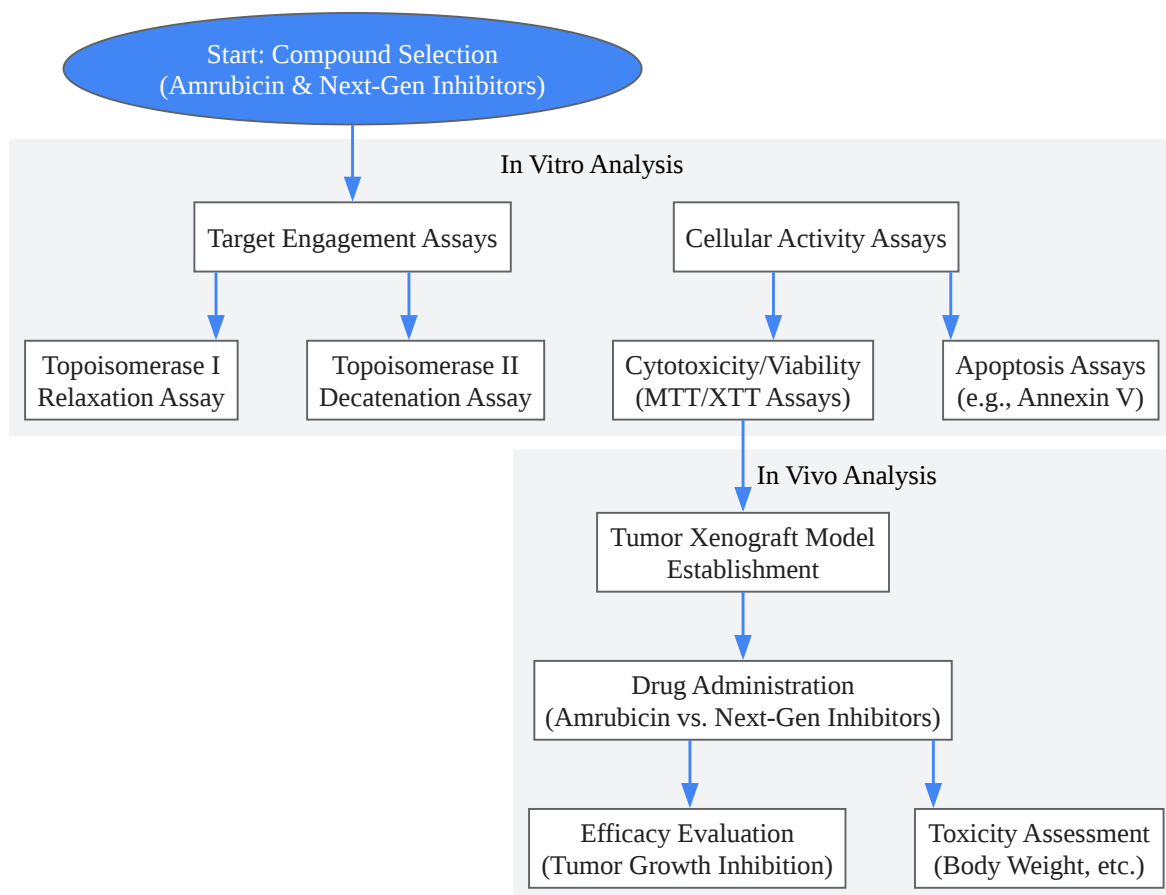 Start: Compound Selection
(Amrubicin & Next-Gen Inhibitors)
In Vitro Analysis
Target Engagement Assays
Cellular Activity Assays
Topoisomerase I
Relaxation Assay
Topoisomerase II
Decatenation Assay
Cytotoxicity/Viability
(MTT/XTT Assays)
Apoptosis Assays
(e.g., Annexin V)
In Vivo Analysis
Tumor Xenograft Model
Establishment
Drug Administration
(Amrubicin vs. Next-Gen Inhibitors)
Efficacy Evaluation
(Tumor Growth Inhibition)
Toxicity Assessment
(Body Weight, etc.)